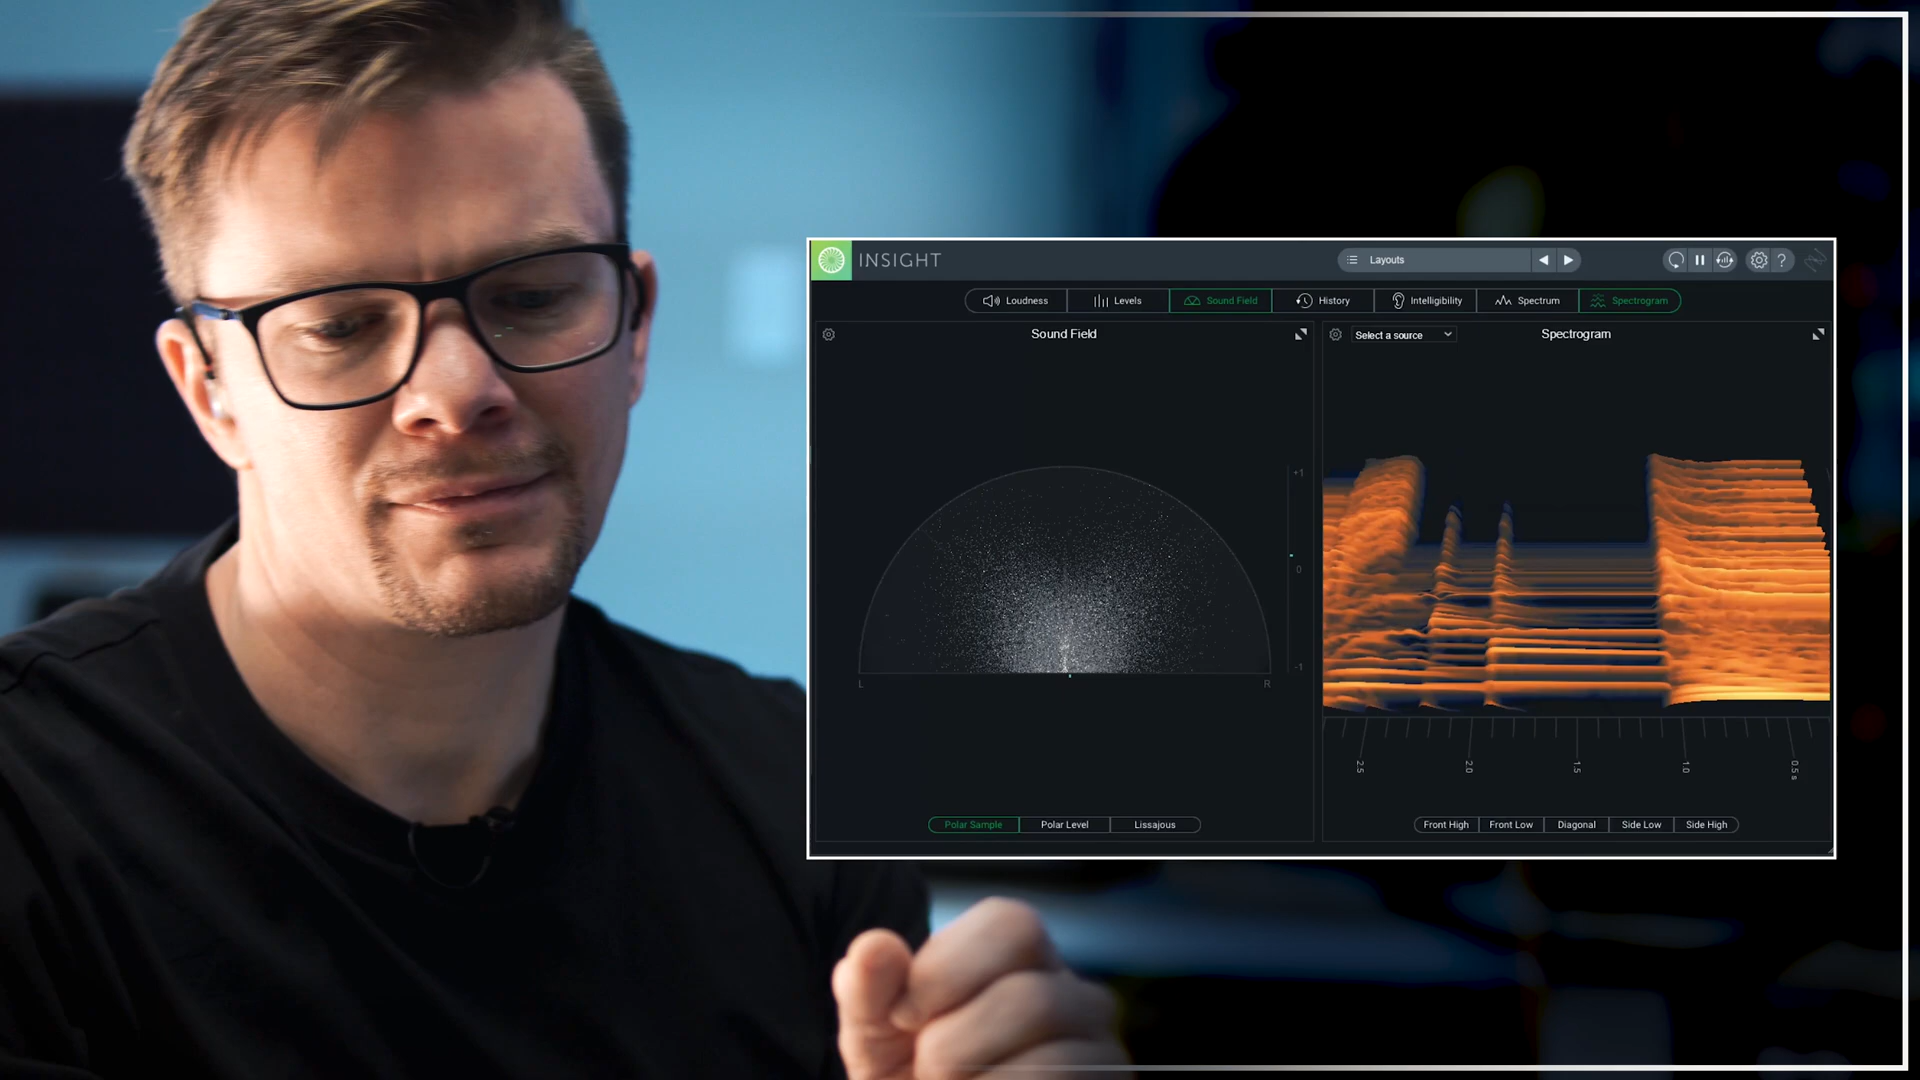 INSIGHT
Layouts
?
Loudness
Levels
Sound Field
History
Intelligibility
Spectrum
Spectrogram
Sound Field
+1
0
-1
L
R
Polar Sample
Polar Level
Lissajous
Select a source
Spectrogram
2.5
2.0
1.5
1.0
0.5 s
Front High
Front Low
Diagonal
Side Low
Side High